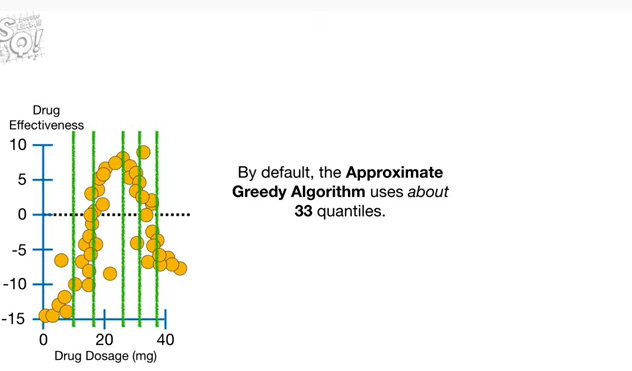 Drug
Effectiveness
10
5
0
-5
-10
-15
0
20
40
Drug Dosage (mg)
By default, the Approximate
Greedy Algorithm uses about
33 quantiles.